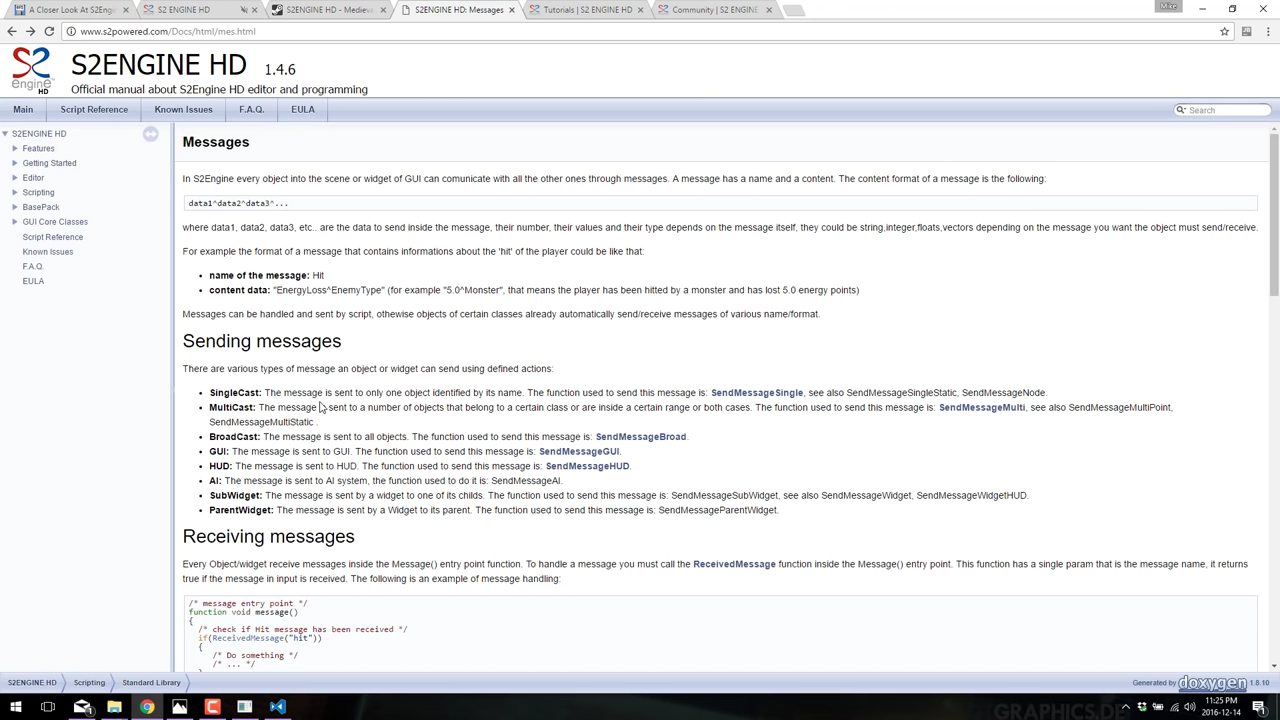 A Closer Look At S2Engin
S2 ENGINE HD
S2ENGINE HD - Medieva
S2ENGINE HD: Messages
Tutorials | S2 ENGINE HD
Community | S2 ENGINE
Mike
www.s2powered.com/Docs/html/mes.html
S2 engine HD
S2ENGINE HD 1.4.6
Official manual about S2Engine HD editor and programming
Main Script Reference Known Issues F.A.Q. EULA
Search
S2ENGINE HD
Features
Getting Started
Editor
Scripting
BasePack
GUI Core Classes
Script Reference
Known Issues
F.A.Q.
EULA
Messages
In S2Engine every object into the scene or widget of GUI can comunicate with all the other ones through messages. A message has a name and a content. The content format of a message is the following:
data1^data2^data3^...
where data1, data2, data3, etc.. are the data to send inside the message, their number, their values and their type depends on the message itself, they could be string,integer,floats,vectors depending on the message you want the object must send/receive.
For example the format of a message that contains informations about the 'hit' of the player could be like that:
• name of the message: Hit
• content data: "EnergyLoss^EnemyType" (for example "5.0^Monster", that means the player has been hitted by a monster and has lost 5.0 energy points)
Messages can be handled and sent by script, othewise objects of certain classes already automatically send/receive messages of various name/format.
Sending messages
There are various types of message an object or widget can send using defined actions:
• SingleCast: The message is sent to only one object identified by its name. The function used to send this message is: SendMessageSingle, see also SendMessageSingleStatic, SendMessageNode.
• MultiCast: The message is sent to a number of objects that belong to a certain class or are inside a certain range or both cases. The function used to send this message is: SendMessageMulti, see also SendMessageMultiPoint,
SendMessageMultiStatic .
• BroadCast: The message is sent to all objects. The function used to send this message is: SendMessageBroad.
• GUI: The message is sent to GUI. The function used to send this message is: SendMessageGUI.
• HUD: The message is sent to HUD. The function used to send this message is: SendMessageHUD.
• AI: The message is sent to AI system, the function used to do it is: SendMessageAI.
• SubWidget: The message is sent by a widget to one of its childs. The function used to send this message is: SendMessageSubWidget, see also SendMessageWidget, SendMessageWidgetHUD.
• ParentWidget: The message is sent by a Widget to its parent. The function used to send this message is: SendMessageParentWidget.
Receiving messages
Every Object/widget receive messages inside the Message() entry point function. To handle a message you must call the ReceivedMessage function inside the Message() entry point. This function has a single param that is the message name, it returns
true if the message in input is received. The following is an example of message handling:
/* message entry point */
function void message()
{
/* check if Hit message has been received */
if(ReceivedMessage("hit"))
{
/* Do something */
/* ... */
S2ENGINE HD Scripting Standard Library
Generated by doxygen 1.8.10
11:25 PM
2016-12-14